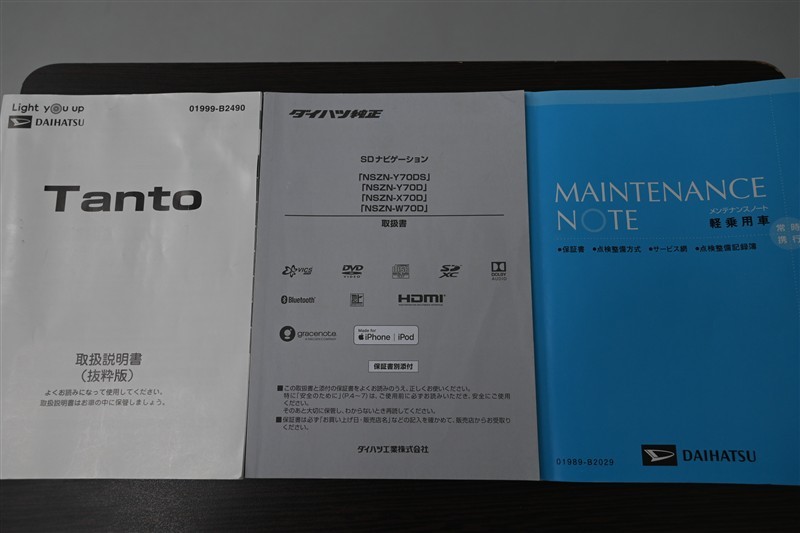 Light you up
DAIHATSU
01999-B2490
Tanto
取扱説明書
(抜粋版)
よくお読みになって使用してください。
取扱説明書はお車の中に保管しましょう。
ダイハツ純正
SDナビゲーション
「NSZN-Y70DS」
「NSZN-Y70D」
「NSZN-X70D」
「NSZN-W70D」
取扱書
VICS
DVD
VIDEO
SD
XC
DOLBY
AUDIO
Bluetooth
HDMI
gracenote
Made for
iPhone | iPod
保証書別添付
■この取扱書と添付の保証書をよくお読みのうえ、正しくお使いください。
特に「安全のために」(P.4～7)は、ご使用前に必ずお読みいただき、安全にご使用
ください。
そのあと大切に保管し、わからないとき再読してください。
■保証書は必ず「お買い上げ日・販売店名」などの記入を確かめて、販売店からお受取り
ください。
ダイハツ工業株式会社
MAINTENANCE
NOTE
メンテナンスノート
軽乗用車
常時
携行
●保証書 ●点検整備方式 ●サービス網 ●点検整備記録簿
01989-B2029
DAIHATSU